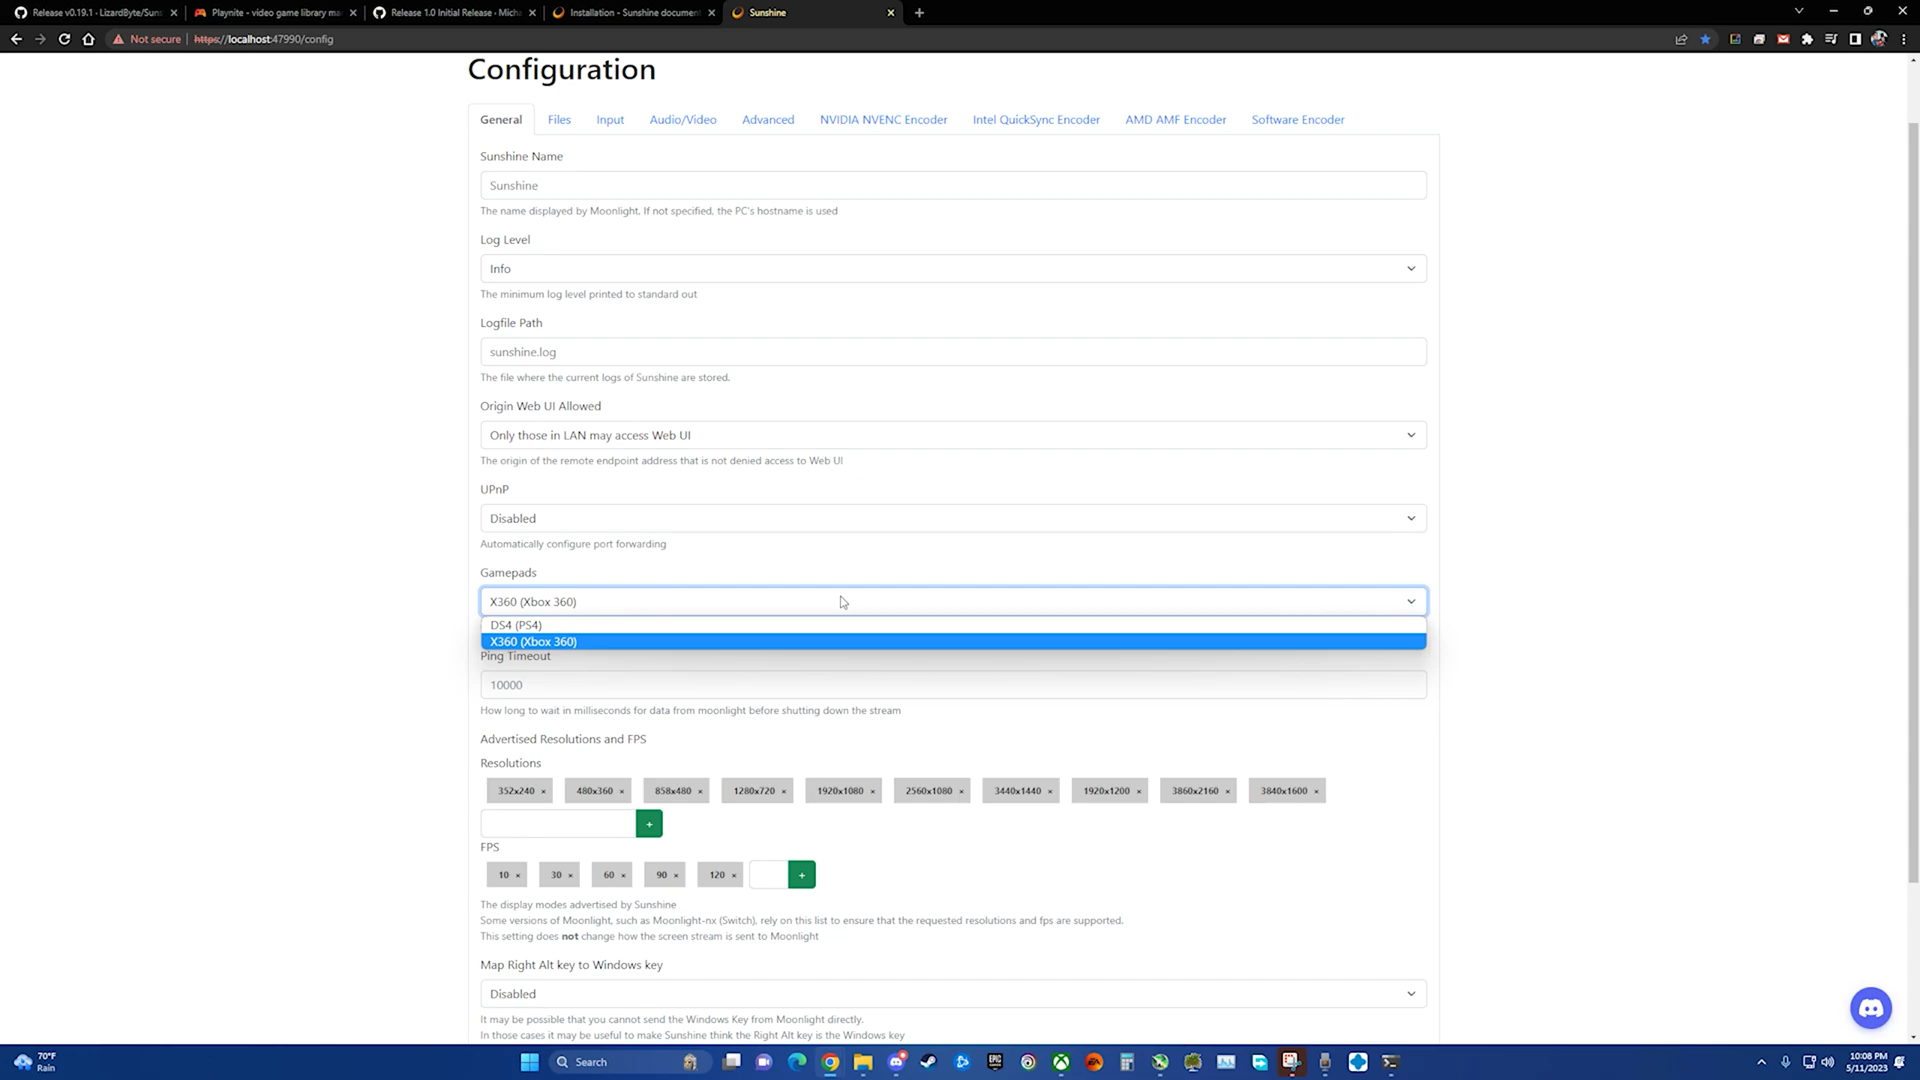 Release v0.19.1 · LizardByte/Suns
Playnite - video game library ma
Release 1.0 Initial Release · Micha
Installation - Sunshine document
Sunshine
Not secure
https://localhost:47990/config
Configuration
General Files Input Audio/Video Advanced NVIDIA NVENC Encoder Intel QuickSync Encoder AMD AMF Encoder Software Encoder
Sunshine Name
Sunshine
The name displayed by Moonlight. If not specified, the PC's hostname is used
Log Level
Info
The minimum log level printed to standard out
Logfile Path
sunshine.log
The file where the current logs of Sunshine are stored.
Origin Web UI Allowed
Only those in LAN may access Web UI
The origin of the remote endpoint address that is not denied access to Web UI
UPnP
Disabled
Automatically configure port forwarding
Gamepads
X360 (Xbox 360)
DS4 (PS4)
X360 (Xbox 360)
Ping Timeout
10000
How long to wait in milliseconds for data from moonlight before shutting down the stream
Advertised Resolutions and FPS
Resolutions
352x240 × 480x360 × 858x480 × 1280x720 × 1920x1080 × 2560x1080 × 3440x1440 × 1920x1200 × 3860x2160 × 3840x1600 ×
+
FPS
10 × 30 × 60 × 90 × 120 × +
The display modes advertised by Sunshine
Some versions of Moonlight, such as Moonlight-nx (Switch), rely on this list to ensure that the requested resolutions and fps are supported.
This setting does not change how the screen stream is sent to Moonlight
Map Right Alt key to Windows key
Disabled
It may be possible that you cannot send the Windows Key from Moonlight directly.
In those cases it may be useful to make Sunshine think the Right Alt key is the Windows key
70°F
Rain
Search
EPIC
EA
10:08 PM
5/11/2023